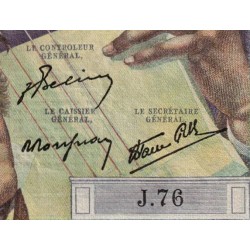 LE CONTROLEUR
GÉNÉRAL,
LE CAISSIER
GÉNÉRAL,
LE SECRÉTAIRE
GÉNÉRAL,
J.76